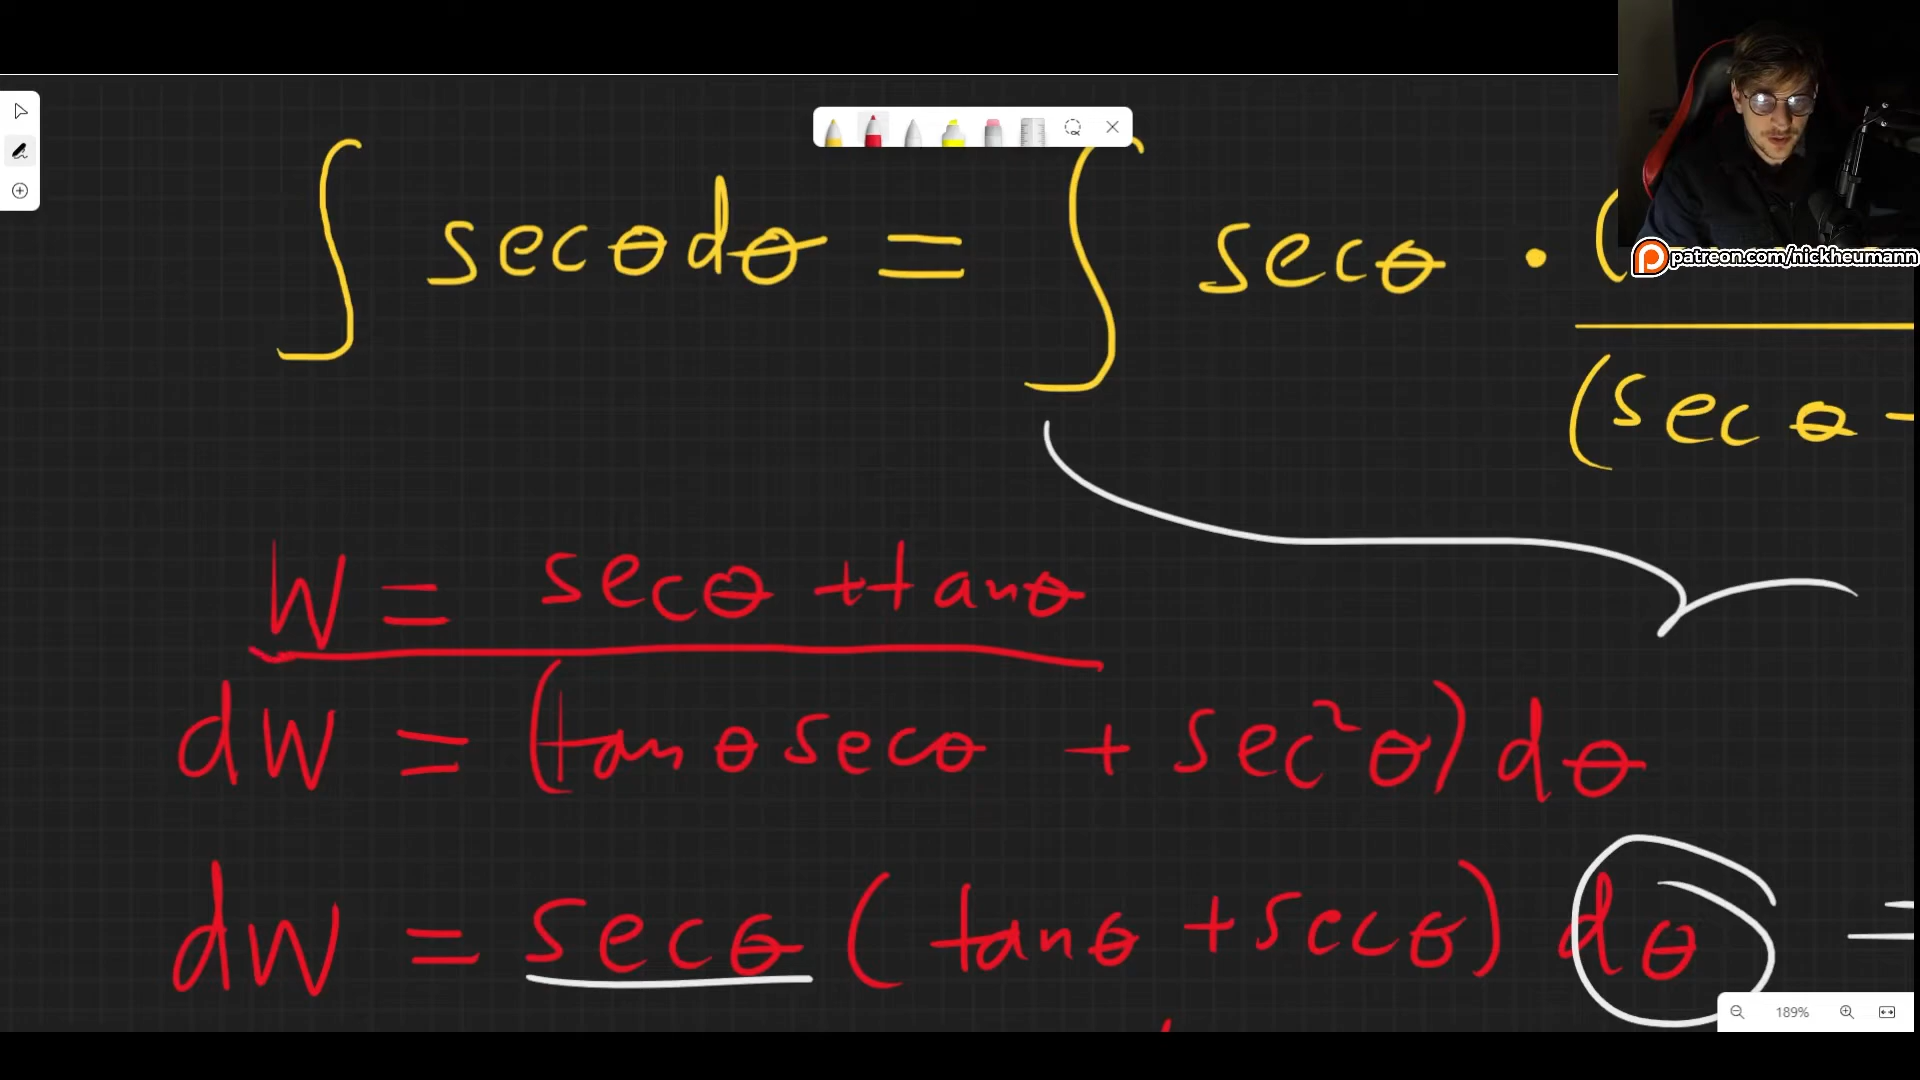 ∫ secθdθ = ∫ secθ · (
(secθ -
patreon.com/nickheumann
W = secθ + tanθ
dW = (tanθ secθ + sec²θ) dθ
dW = secθ (tanθ + secθ) dθ =
189%